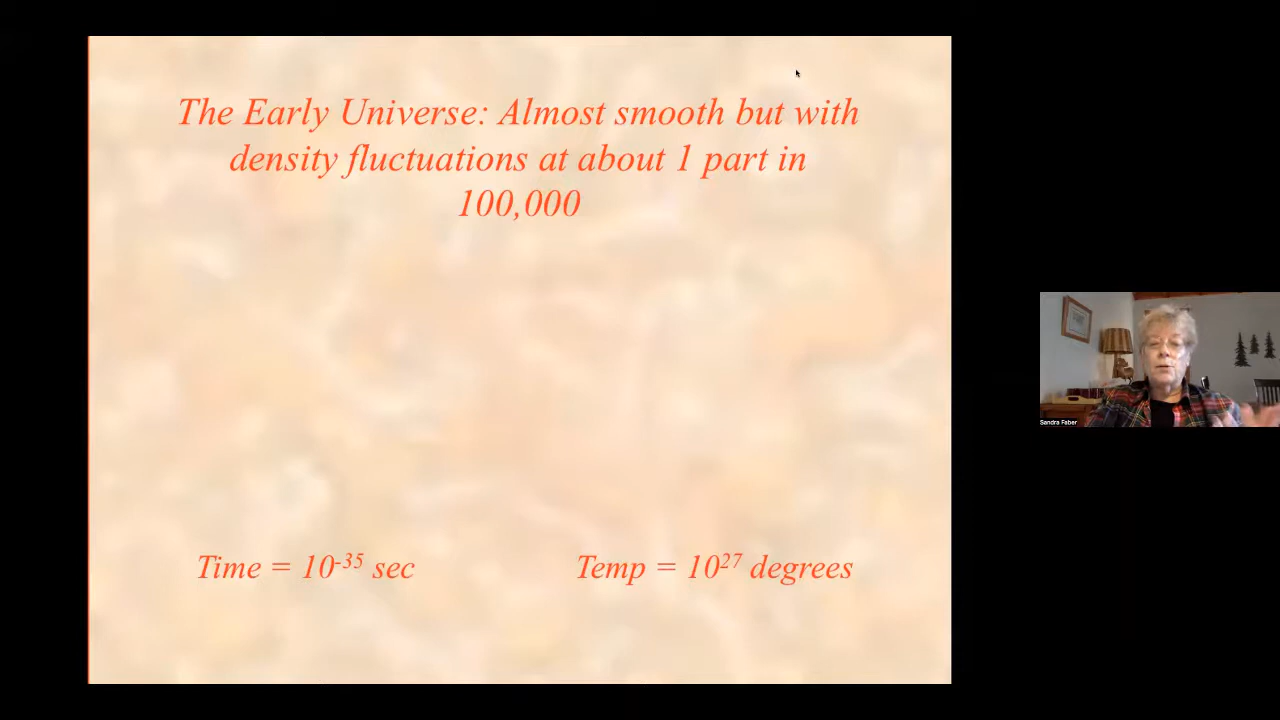 The Early Universe: Almost smooth but with
density fluctuations at about 1 part in
100,000
Time = 10⁻³⁵ sec
Temp = 10²⁷ degrees
Sandra Faber